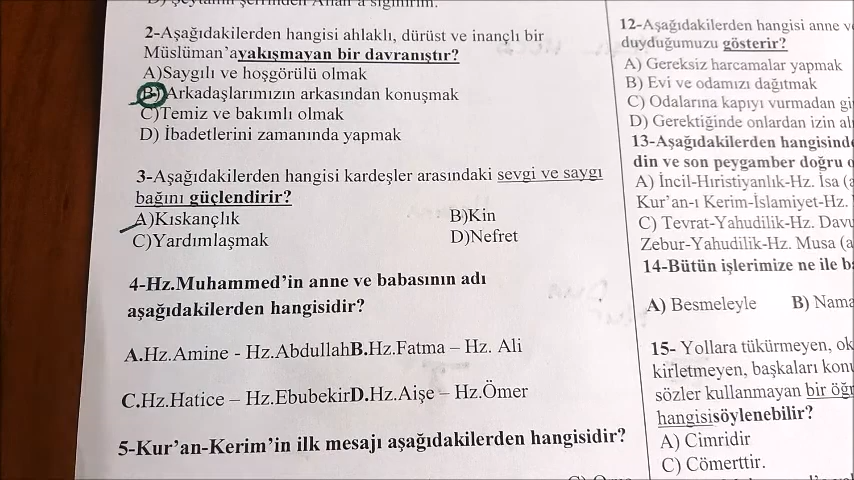 D) Şeytanın şerrinden Allah'a sığınırım.
2-Aşağıdakilerden hangisi ahlaklı, dürüst ve inançlı bir
Müslüman'ayakışmayan bir davranıştır?
A)Saygılı ve hoşgörülü olmak
B) Arkadaşlarımızın arkasından konuşmak
C)Temiz ve bakımlı olmak
D) İbadetlerini zamanında yapmak
3-Aşağıdakilerden hangisi kardeşler arasındaki sevgi ve saygı
bağını güçlendirir?
A)Kıskançlık B)Kin
C)Yardımlaşmak D)Nefret
4-Hz.Muhammed'in anne ve babasının adı
aşağıdakilerden hangisidir?
A.Hz.Amine - Hz.AbdullahB.Hz.Fatma – Hz. Ali
C.Hz.Hatice – Hz.EbubekirD.Hz.Aişe – Hz.Ömer
5-Kur'an-Kerim'in ilk mesajı aşağıdakilerden hangisidir?
12-Aşağıdakilerden hangisi anne
duyduğumuzu gösterir?
A) Gereksiz harcamalar yapmak
B) Evi ve odamızı dağıtmak
C) Odalarına kapıyı vurmadan
D) Gerektiğinde onlardan izin
13-Aşağıdakilerden
din ve son peygamber doğru
A) İncil-Hıristiyanlık-Hz. İsa
Kur'an-ı Kerim-İslamiyet-Hz.
C) Tevrat-Yahudilik-Hz.
Zebur-Yahudilik-Hz. Musa
14-Bütün işlerimize ne ile
A) Besmeleyle B)
15- Yollara tükürmeyen,
kirletmeyen, başkaları
sözler kullanmayan bir
hangisisöylenebilir?
A) Cimridir
C) Cömerttir.